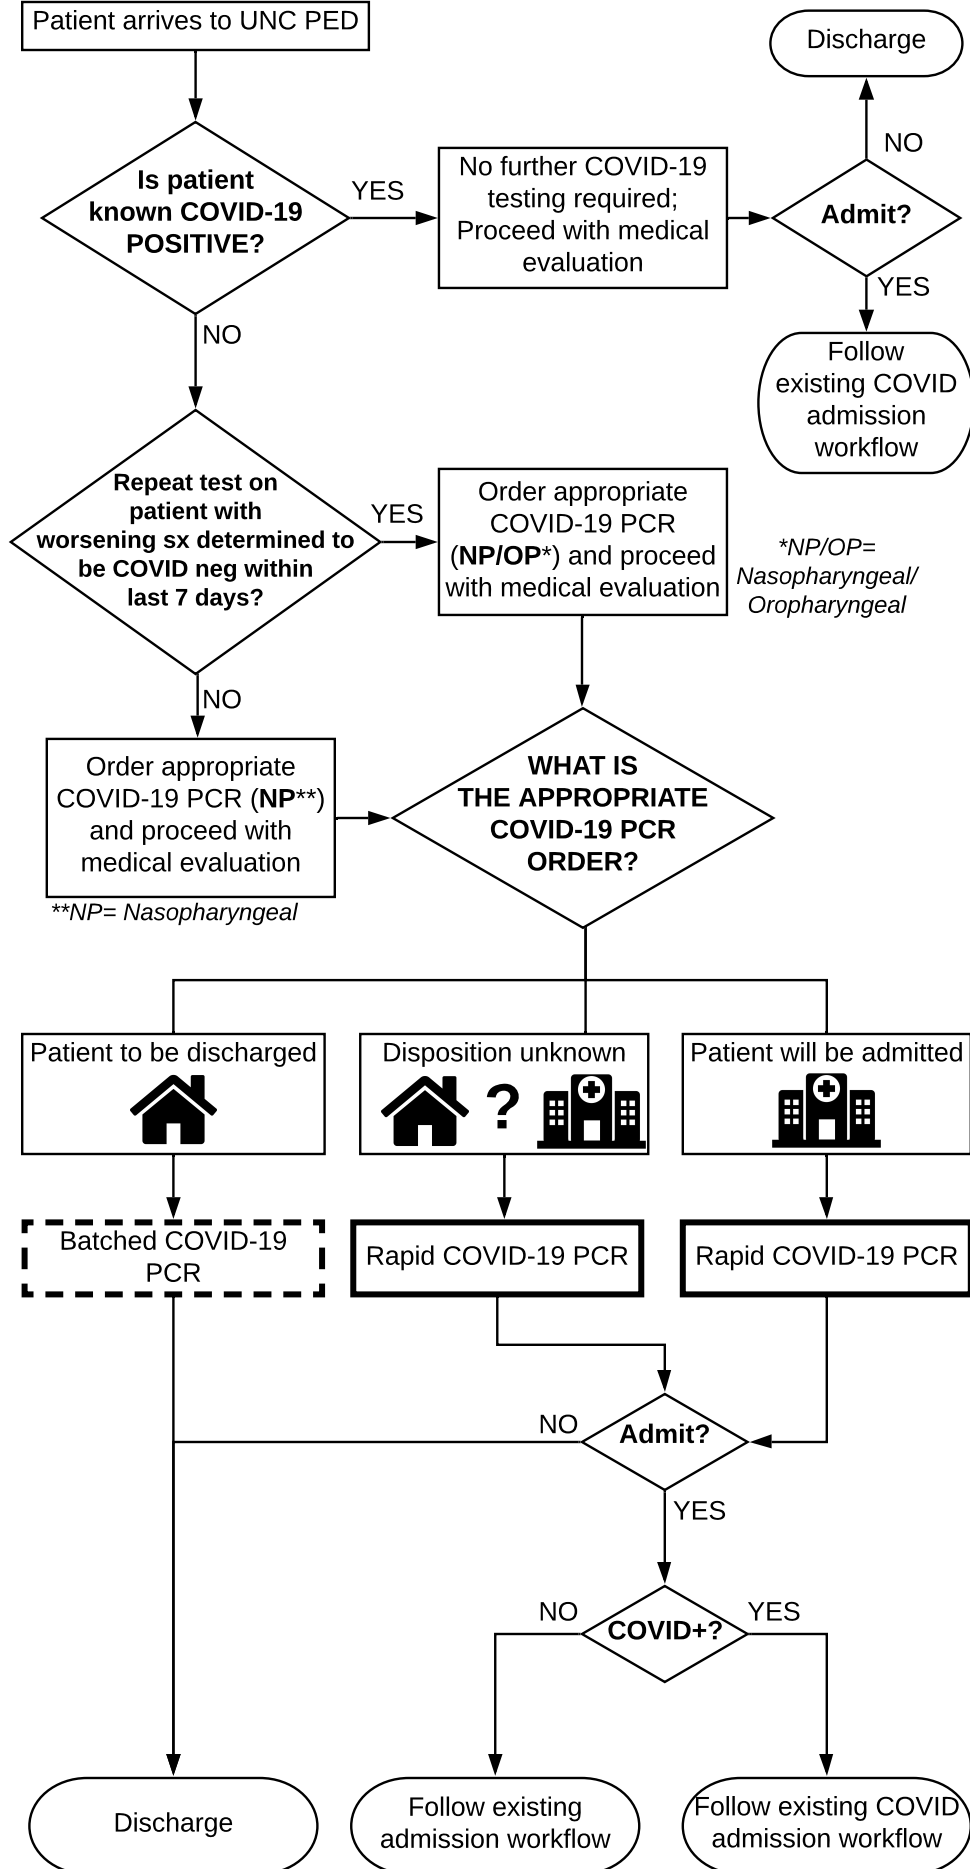 Patient arrives to UNC PED
Discharge
NO
Is patient
known COVID-19
POSITIVE?
YES
No further COVID-19
testing required;
Proceed with medical
evaluation
Admit?
YES
NO
Follow
existing COVID
admission
workflow
Repeat test on
patient with
worsening sx determined to
be COVID neg within
last 7 days?
YES
Order appropriate
COVID-19 PCR
(NP/OP*) and proceed
with medical evaluation
*NP/OP=
Nasopharyngeal/
Oropharyngeal
NO
Order appropriate
COVID-19 PCR (NP**)
and proceed with
medical evaluation
**NP= Nasopharyngeal
WHAT IS
THE APPROPRIATE
COVID-19 PCR
ORDER?
Patient to be discharged
Disposition unknown
?
Patient will be admitted
Batched COVID-19
PCR
Rapid COVID-19 PCR
Rapid COVID-19 PCR
NO
Admit?
YES
NO
COVID+?
YES
Discharge
Follow existing
admission workflow
Follow existing COVID
admission workflow